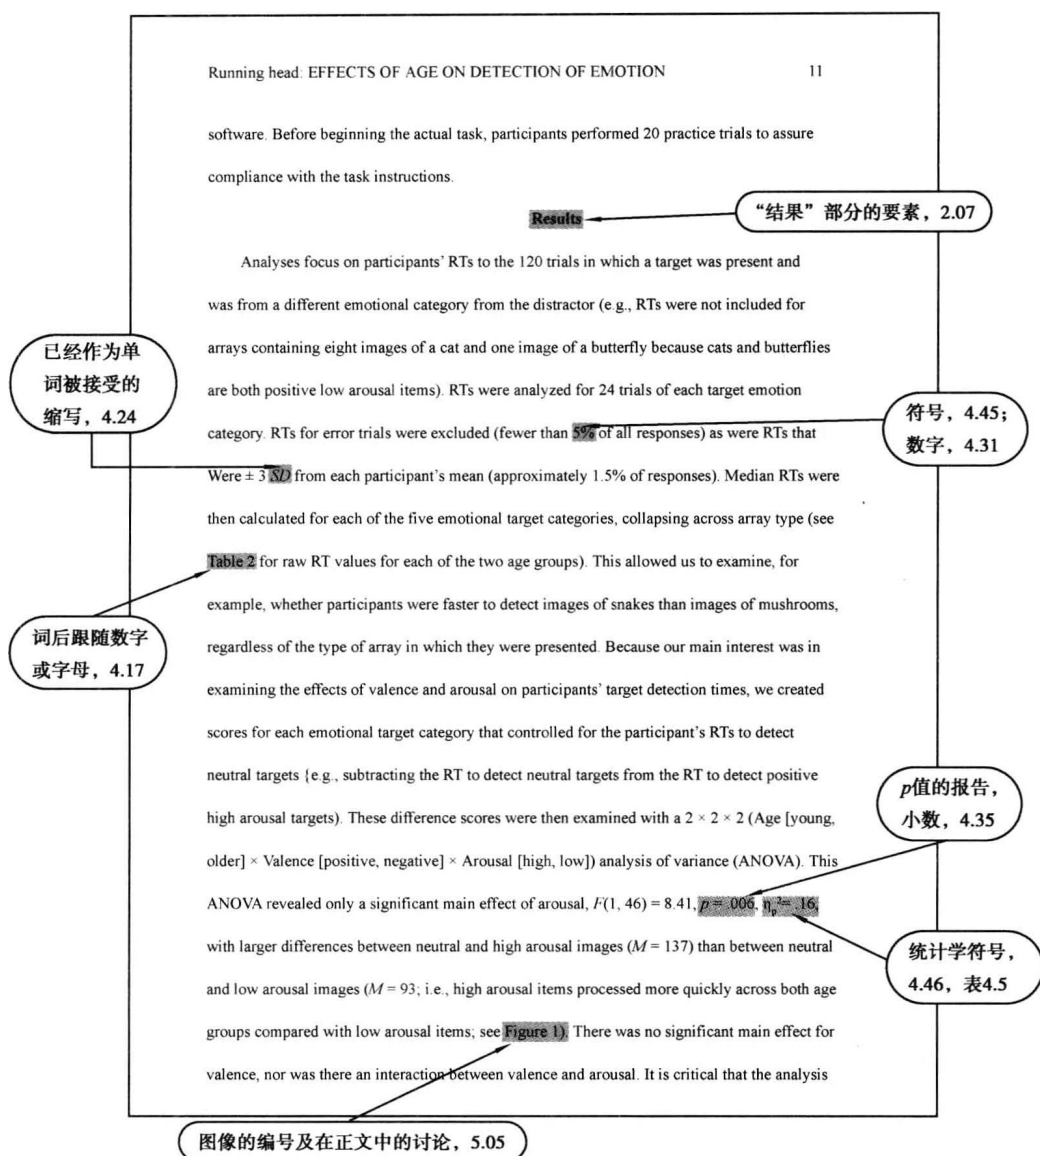 Running head: EFFECTS OF AGE ON DETECTION OF EMOTION 11
software. Before beginning the actual task, participants performed 20 practice trials to assure
compliance with the task instructions.
Results
“结果”部分的要素，2.07
Analyses focus on participants’ RTs to the 120 trials in which a target was present and
was from a different emotional category from the distractor (e.g., RTs were not included for
arrays containing eight images of a cat and one image of a butterfly because cats and butterflies
are both positive low arousal items). RTs were analyzed for 24 trials of each target emotion
category. RTs for error trials were excluded (fewer than 5% of all responses) as were RTs that
Were ± 3 SD from each participant’s mean (approximately 1.5% of responses). Median RTs were
then calculated for each of the five emotional target categories, collapsing across array type (see
Table 2 for raw RT values for each of the two age groups). This allowed us to examine, for
example, whether participants were faster to detect images of snakes than images of mushrooms,
regardless of the type of array in which they were presented. Because our main interest was in
examining the effects of valence and arousal on participants’ target detection times, we created
scores for each emotional target category that controlled for the participant’s RTs to detect
neutral targets {e.g., subtracting the RT to detect neutral targets from the RT to detect positive
high arousal targets). These difference scores were then examined with a 2 × 2 × 2 (Age [young,
older] × Valence [positive, negative] × Arousal [high, low]) analysis of variance (ANOVA). This
ANOVA revealed only a significant main effect of arousal, F(1, 46) = 8.41, p = .006, ηp²= .16,
with larger differences between neutral and high arousal images (M = 137) than between neutral
and low arousal images (M = 93; i.e., high arousal items processed more quickly across both age
groups compared with low arousal items; see Figure 1). There was no significant main effect for
valence, nor was there an interaction between valence and arousal. It is critical that the analysis
已经作为单
词被接受的
缩写，4.24
符号，4.45；
数字，4.31
词后跟随数字
或字母，4.17
p值的报告，
小数，4.35
统计学符号，
4.46，表4.5
图像的编号及在正文中的讨论，5.05